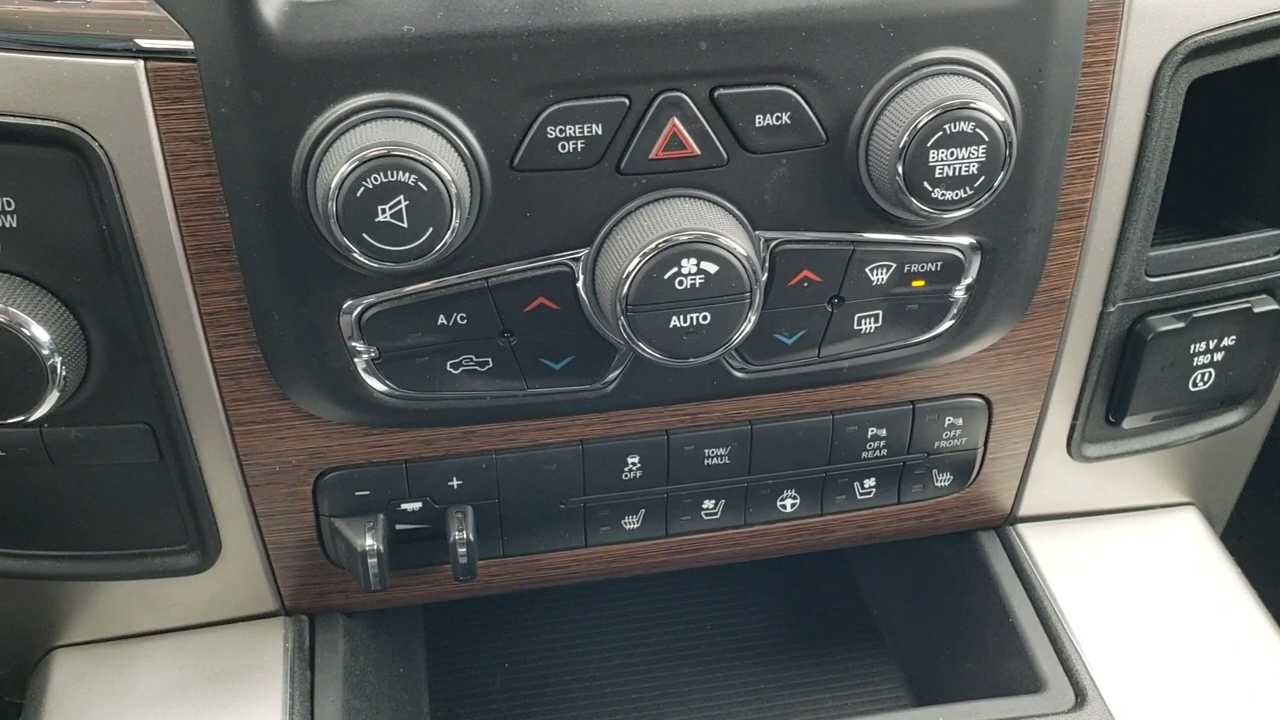 SCREEN
OFF
BACK
VOLUME
TUNE
BROWSE
ENTER
SCROLL
OFF
AUTO
A/C
FRONT
115 V AC
150 W
OFF
TOW/
HAUL
P
OFF
REAR
P
OFF
FRONT
− +